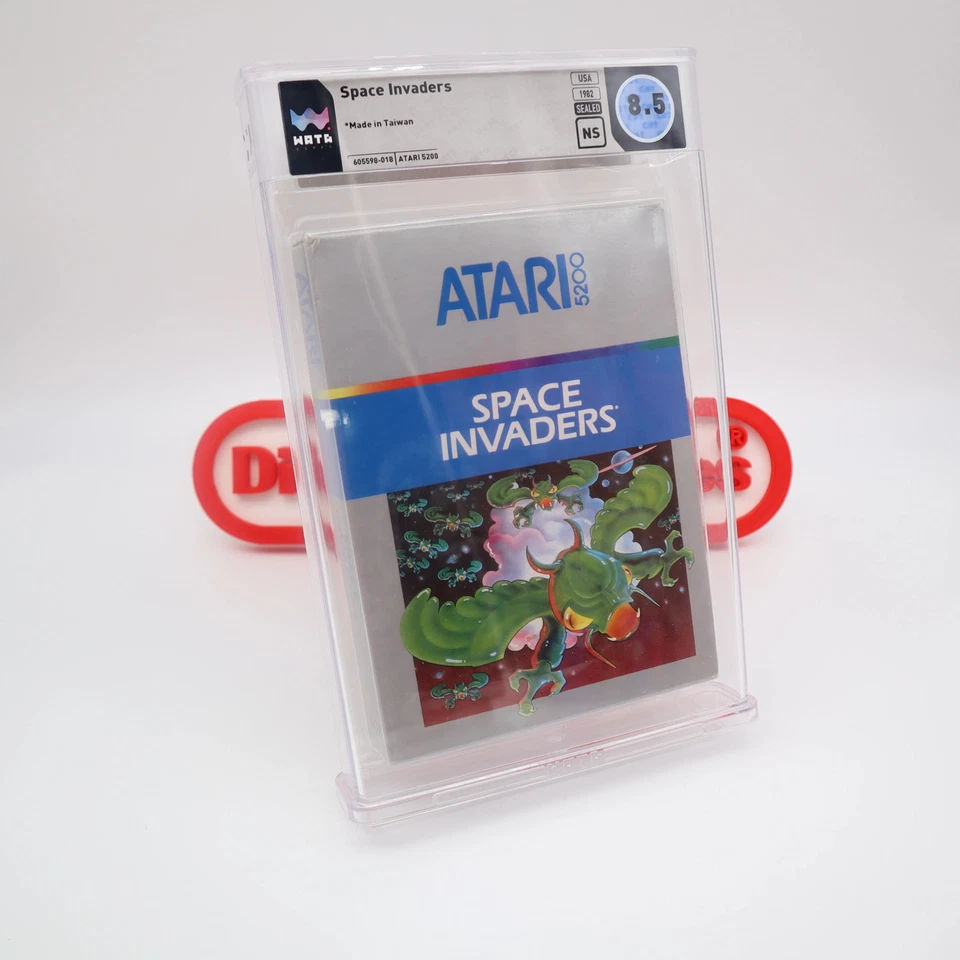 WATA
Space Invaders
*Made in Taiwan
605598-018 ATARI 5200
USA
1982
SEALED
NS
8.5
ATARI 5200
SPACE
INVADERS